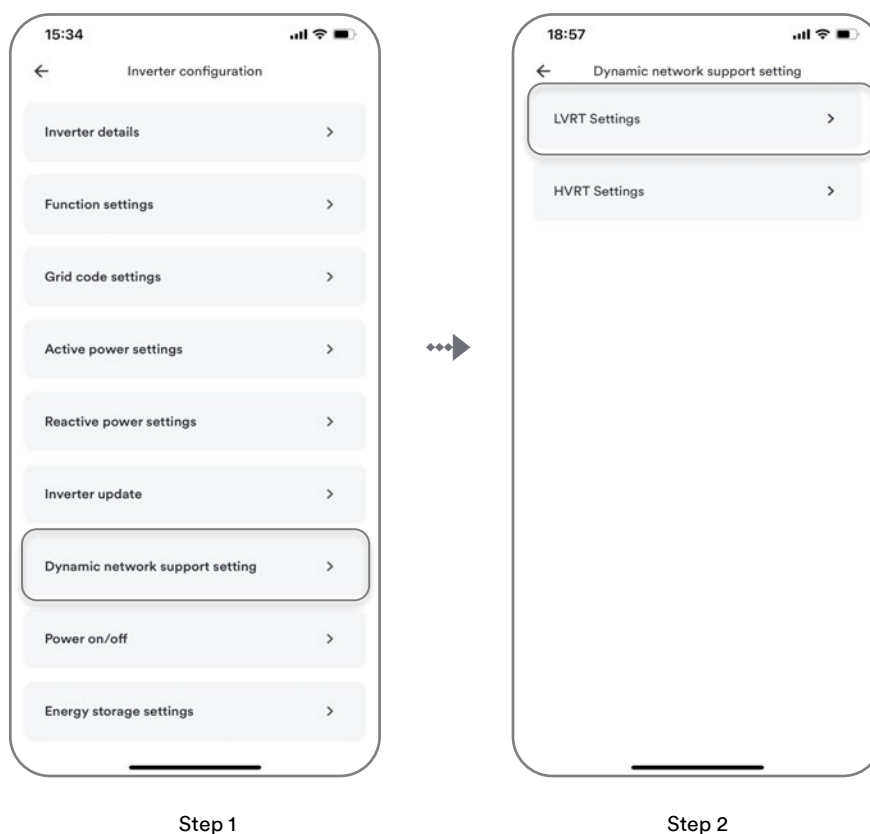 15:34
Inverter configuration
Inverter details
Function settings
Grid code settings
Active power settings
Reactive power settings
Inverter update
Dynamic network support setting
Power on/off
Energy storage settings
Step 1
18:57
Dynamic network support setting
LVRT Settings
HVRT Settings
Step 2